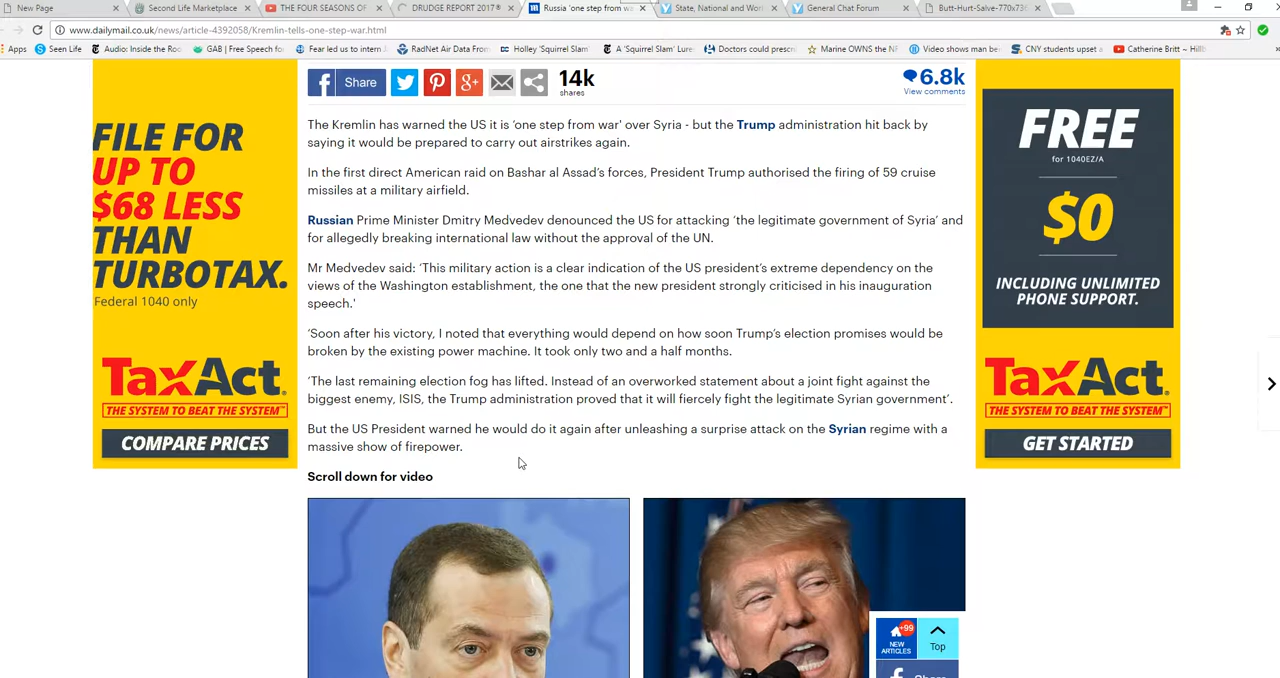 New Page
Second Life Marketplace
THE FOUR SEASONS OF
DRUDGE REPORT 2017®
Russia 'one step from wa
State, National and Wor
General Chat Forum
Butt-Hurt-Salve-770x736
www.dailymail.co.uk/news/article-4392058/Kremlin-tells-one-step-war.html
Apps
Seen Life
Audio: Inside the Roo
GAB | Free Speech fo
Fear led us to intern J
RadNet Air Data From
Holley 'Squirrel Slam'
A 'Squirrel Slam' Lure
Doctors could prescri
Marine OWNS the NF
Video shows man be
CNY students upset a
Catherine Britt ~ Hillb
FILE FOR
UP TO
$68 LESS
THAN
TURBOTAX.
Federal 1040 only
TaxAct.
THE SYSTEM TO BEAT THE SYSTEM
COMPARE PRICES
Share
14k
shares
6.8k
View comments
The Kremlin has warned the US it is 'one step from war' over Syria - but the Trump administration hit back by
saying it would be prepared to carry out airstrikes again.
In the first direct American raid on Bashar al Assad's forces, President Trump authorised the firing of 59 cruise
missiles at a military airfield.
Russian Prime Minister Dmitry Medvedev denounced the US for attacking 'the legitimate government of Syria' and
for allegedly breaking international law without the approval of the UN.
Mr Medvedev said: 'This military action is a clear indication of the US president's extreme dependency on the
views of the Washington establishment, the one that the new president strongly criticised in his inauguration
speech.'
'Soon after his victory, I noted that everything would depend on how soon Trump's election promises would be
broken by the existing power machine. It took only two and a half months.
'The last remaining election fog has lifted. Instead of an overworked statement about a joint fight against the
biggest enemy, ISIS, the Trump administration proved that it will fiercely fight the legitimate Syrian government'.
But the US President warned he would do it again after unleashing a surprise attack on the Syrian regime with a
massive show of firepower.
Scroll down for video
+99
NEW
ARTICLES
Top
Share
FREE
for 1040EZ/A
$0
INCLUDING UNLIMITED
PHONE SUPPORT.
TaxAct.
THE SYSTEM TO BEAT THE SYSTEM
GET STARTED